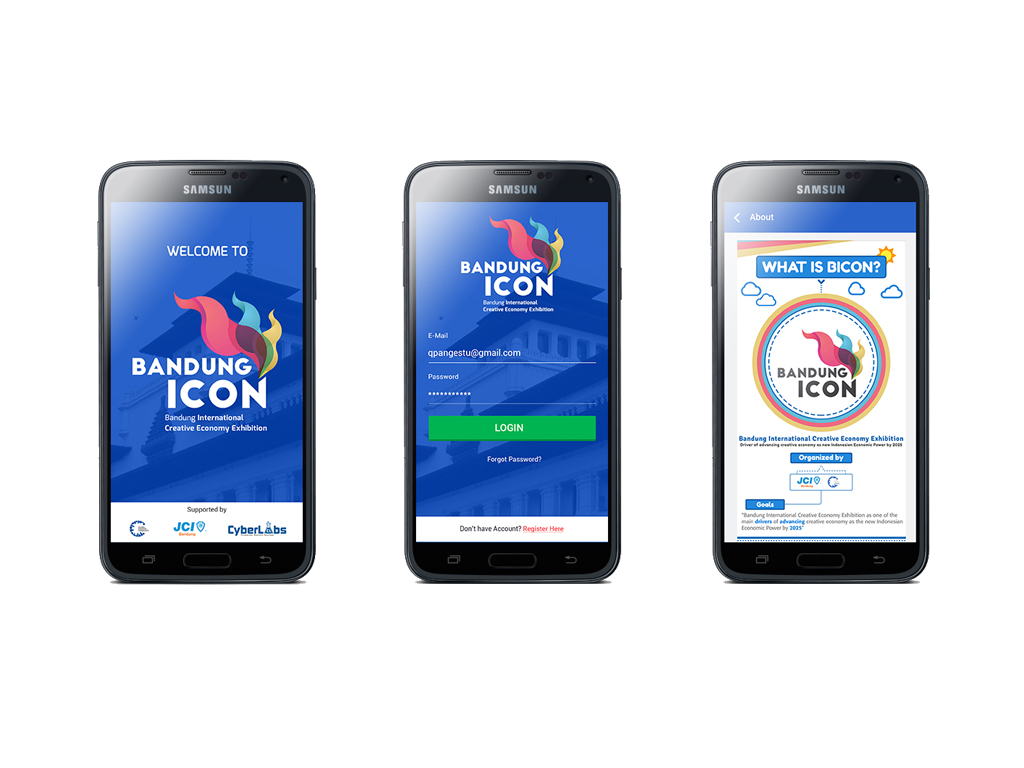 SAMSUN
WELCOME TO
BANDUNG
ICON
Bandung International
Creative Economy Exhibition
Supported by
JCI
Bandung
CyberLabs
SAMSUN
BANDUNG
ICON
Bandung International
Creative Economy Exhibition
E-Mail
qpangestu@gmail.com
Password
***********
LOGIN
Forgot Password?
Don't have Account? Register Here
SAMSUN
About
WHAT IS BICON?
BANDUNG
ICON
Bandung International Creative Economy Exhibition
Driver of advancing creative economy as new Indonesian Economic Power by 2025
Organized by
JCI
Bandung
Goals
"Bandung International Creative Economy Exhibition as one of the
main drivers of advancing creative economy as the new Indonesian
Economic Power by 2025"